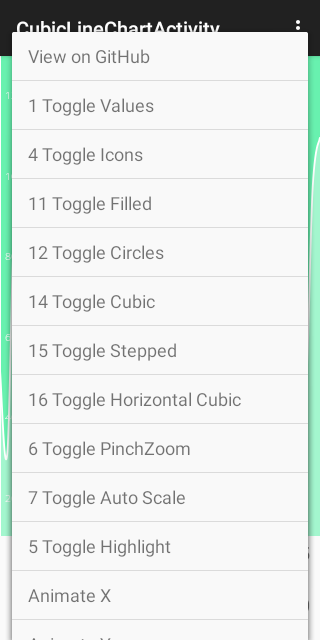 CubicLineChartActivity
View on GitHub
1 Toggle Values
4 Toggle Icons
11 Toggle Filled
12 Toggle Circles
14 Toggle Cubic
15 Toggle Stepped
16 Toggle Horizontal Cubic
6 Toggle PinchZoom
7 Toggle Auto Scale
5 Toggle Highlight
Animate X